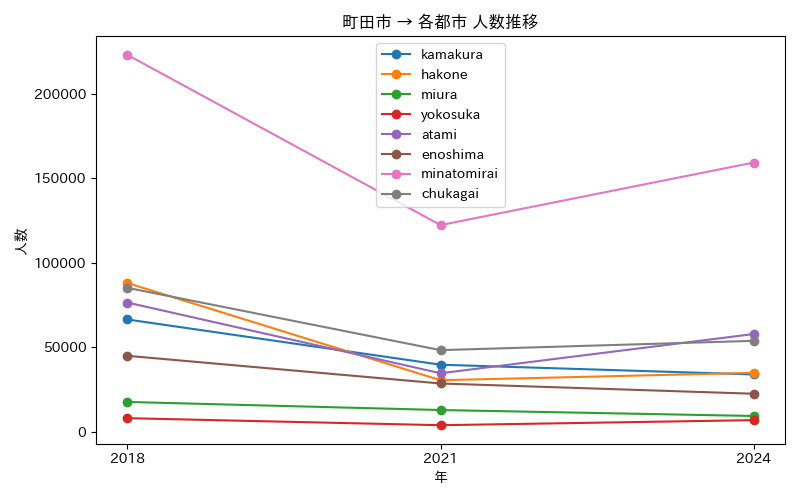 町田市 → 各都市 人数推移
kamakura
hakone
miura
yokosuka
atami
enoshima
minatomirai
chukagai
人数
200000
150000
100000
50000
0
2018
2021
2024
年